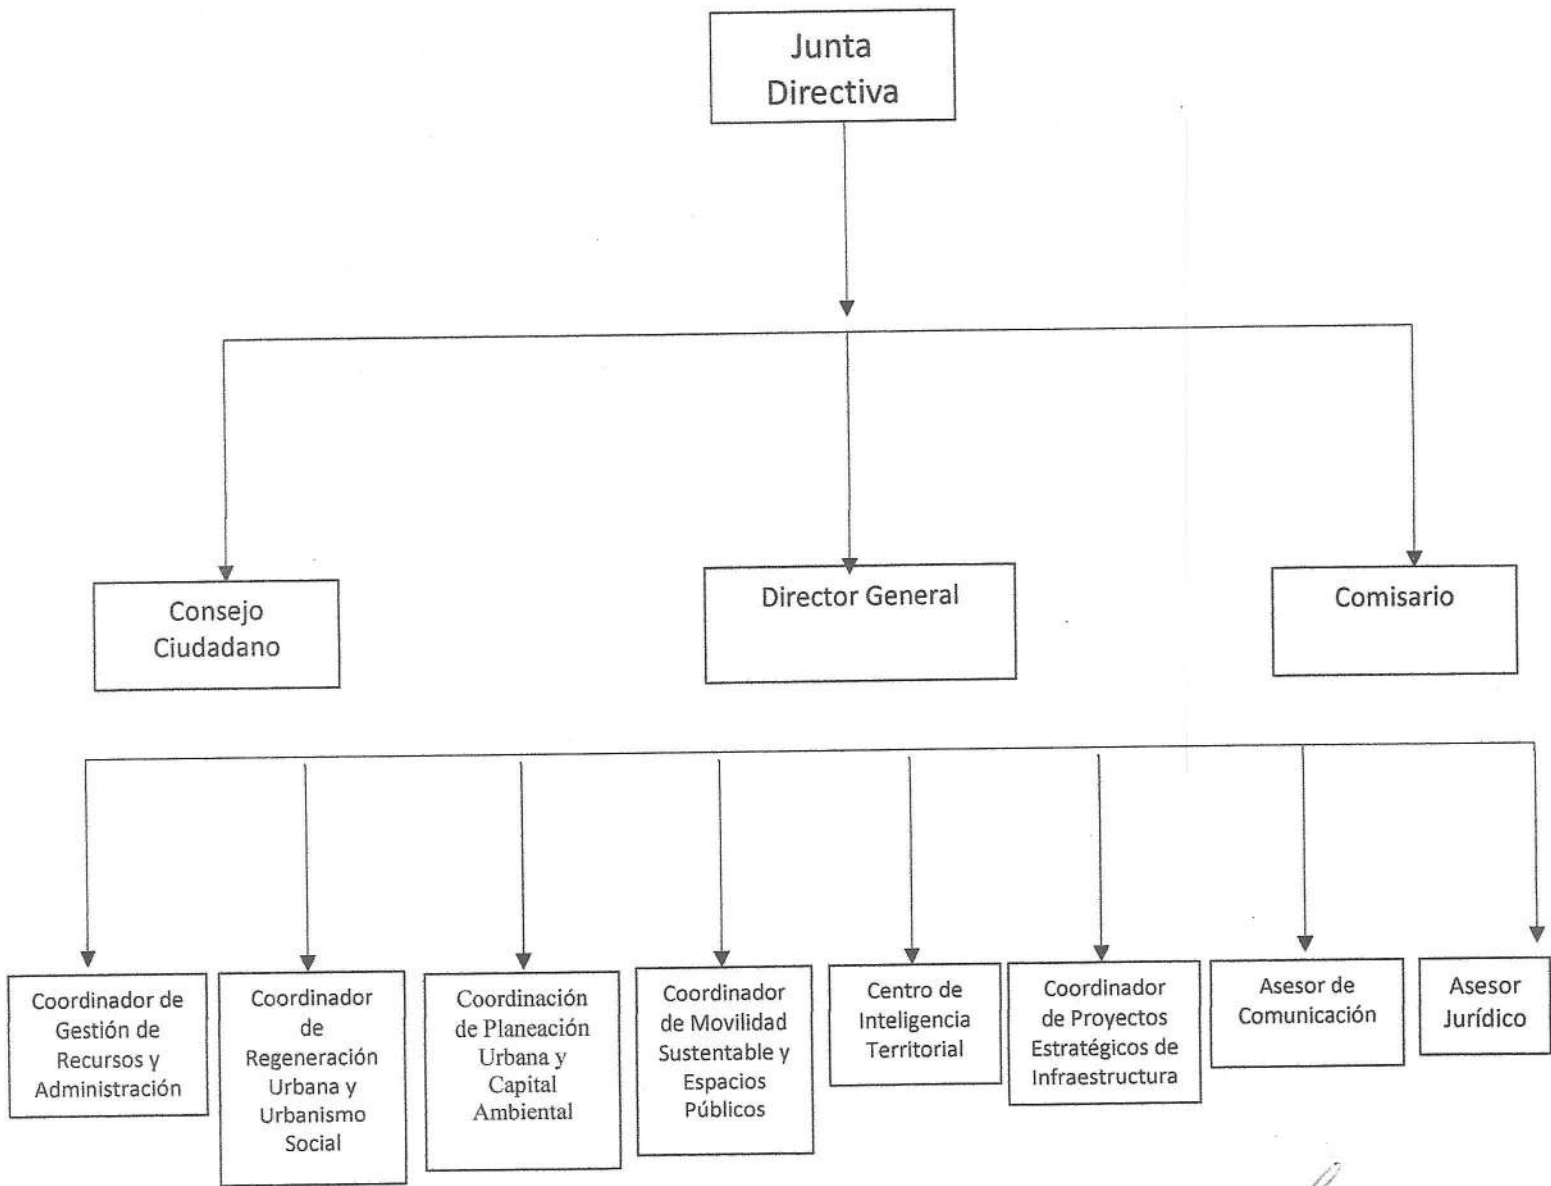 Junta
Directiva
Consejo
Ciudadano
Director General
Comisario
Coordinador de
Gestión de
Recursos y
Administración
Coordinador
de
Regeneración
Urbana y
Urbanismo
Social
Coordinación
de Planeación
Urbana y
Capital
Ambiental
Coordinador
de Movilidad
Sustentable y
Espacios
Públicos
Centro de
Inteligencia
Territorial
Coordinador
de Proyectos
Estratégicos de
Infraestructura
Asesor de
Comunicación
Asesor
Jurídico